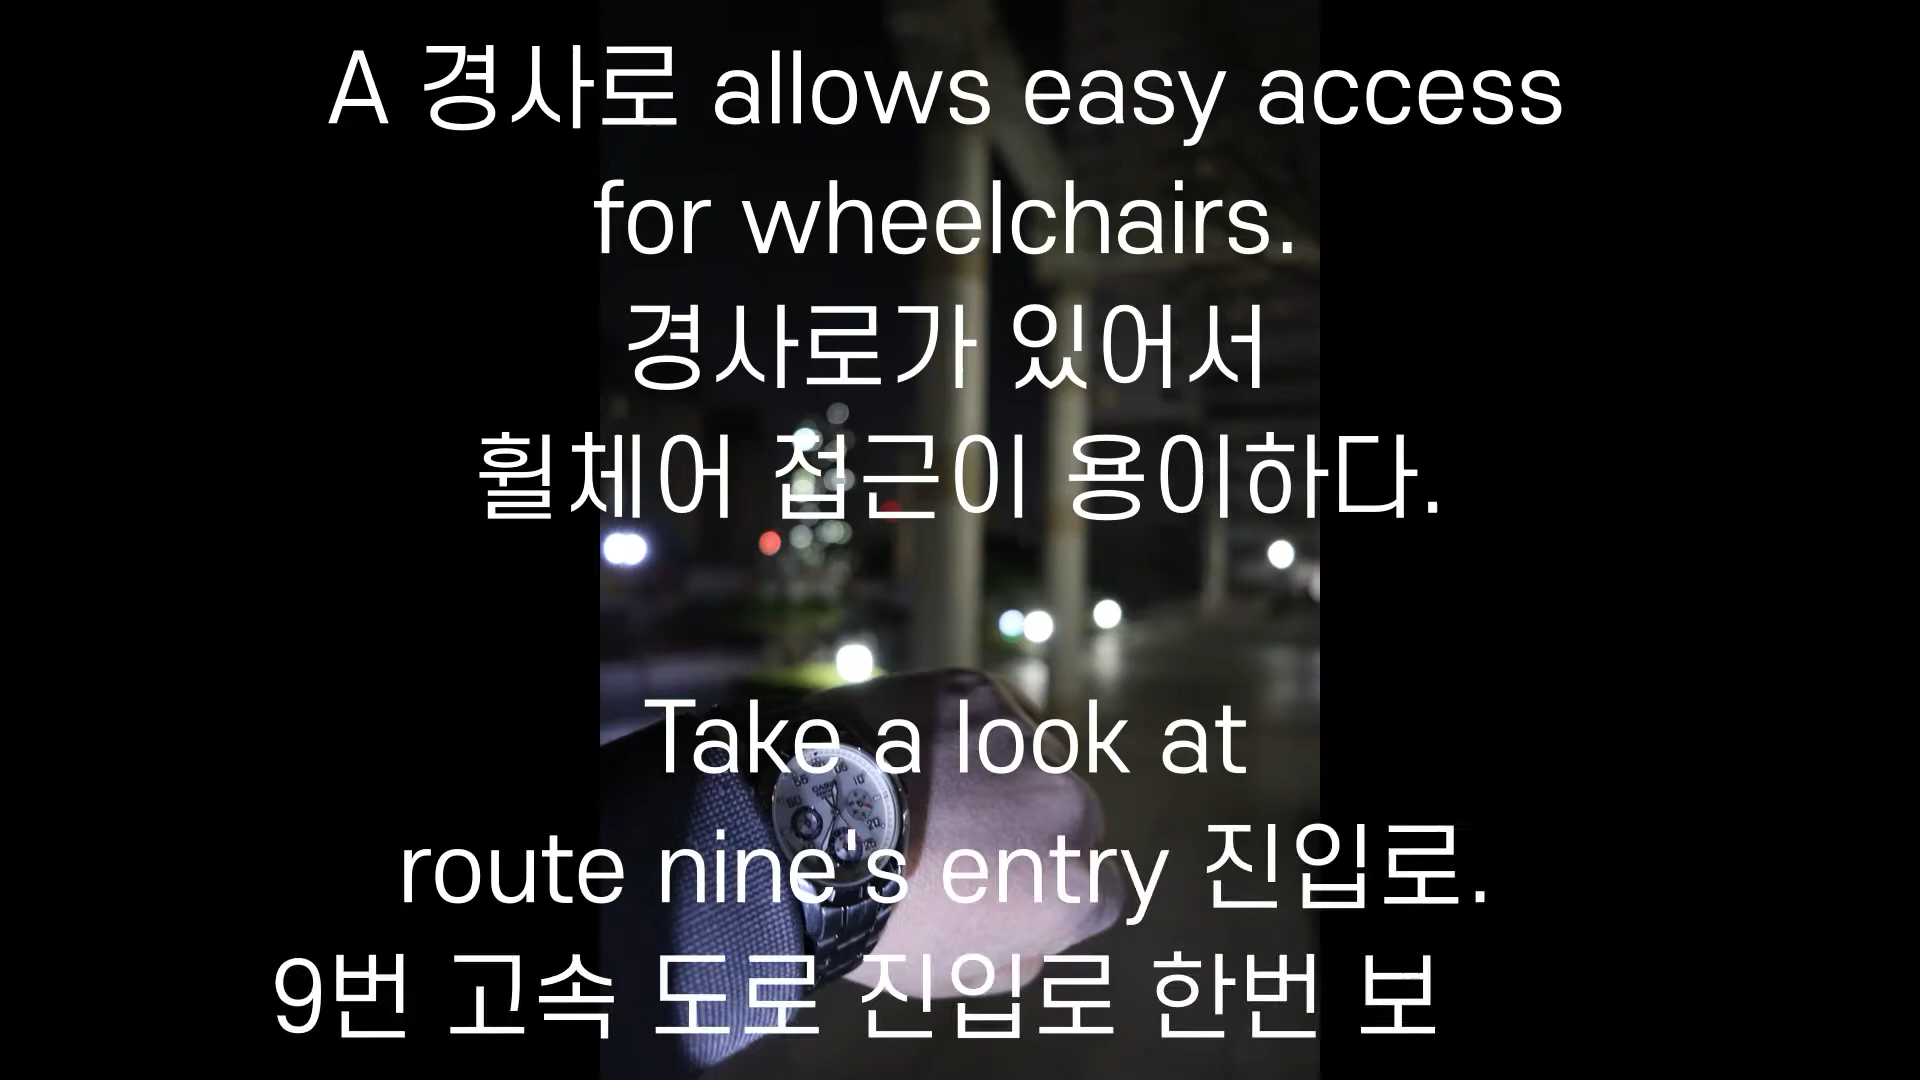 A 경사로 allows easy access
for wheelchairs.
경사로가 있어서
휠체어 접근이 용이하다.
Take a look at
route nine's entry 진입로.
9번 고속 도로 진입로 한번 보